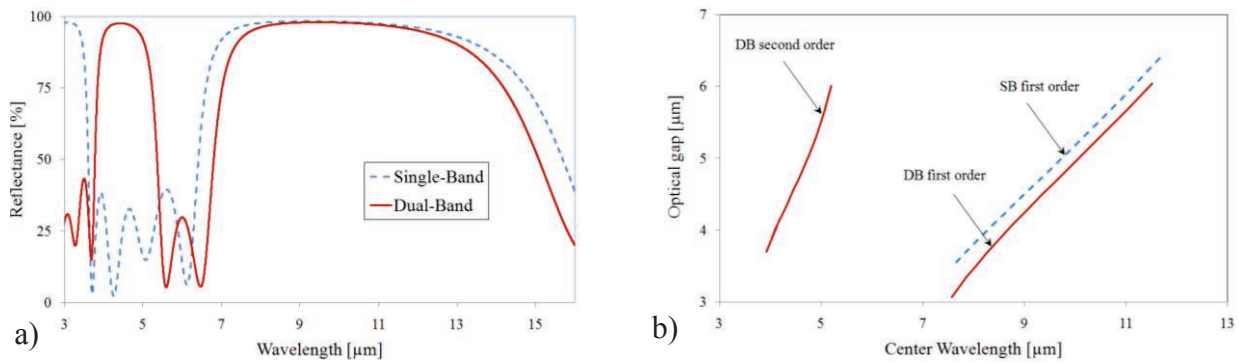 100
75
50
25
0
Reflectance [%]
Single-Band
Dual-Band
3 5 7 9 11 13 15
Wavelength [µm]
a)
7
6
5
4
3
Optical gap [µm]
DB second order
SB first order
DB first order
3 5 7 9 11 13
Center Wavelength [µm]
b)